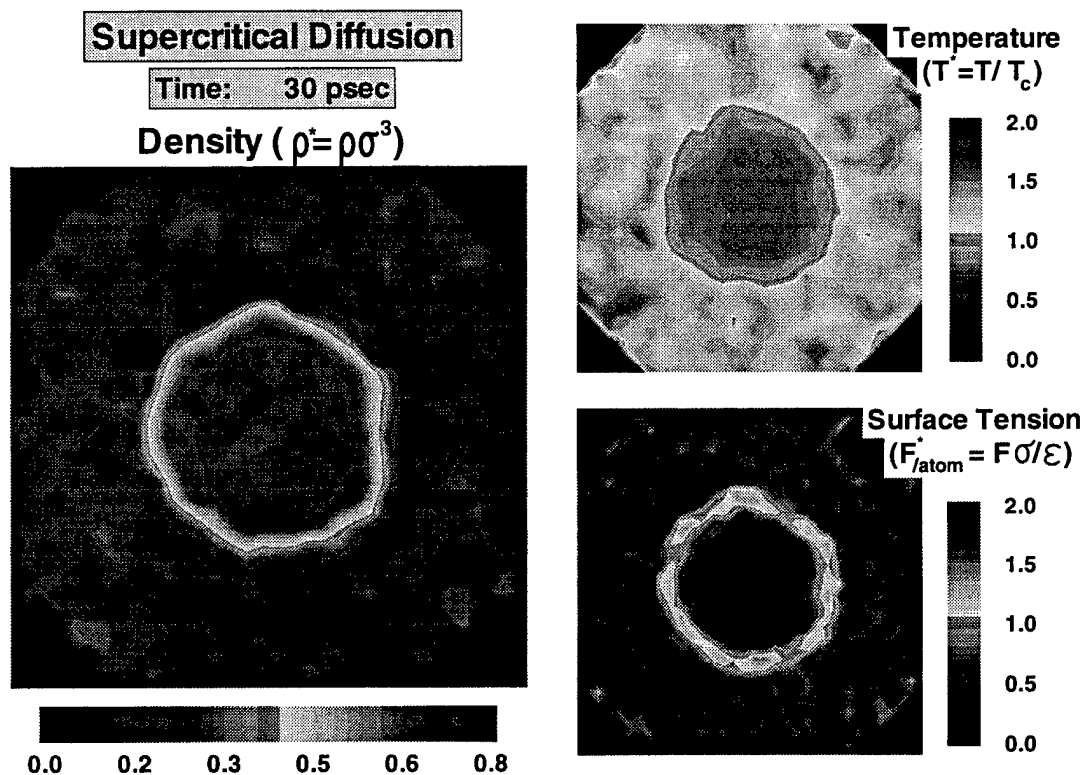 Supercritical Diffusion
Time: 30 psec
Density ( ρ*= ρσ³)
0.0 0.2 0.3 0.5 0.6 0.8
Temperature
(T*=T/ Tc)
2.0
1.5
1.0
0.5
0.0
Surface Tension
(F*/atom = F σ/ε)
2.0
1.5
1.0
0.5
0.0